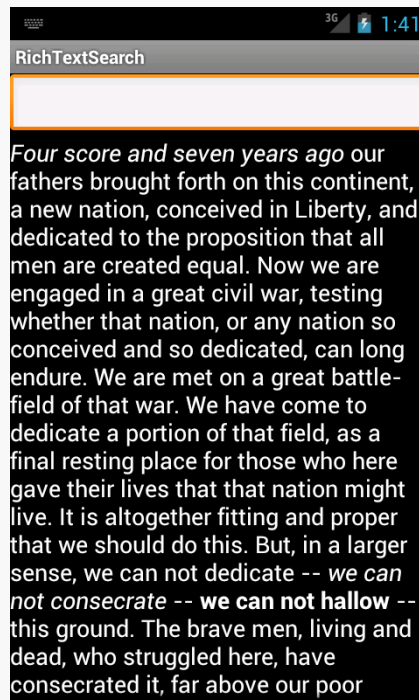 3G 1:41
RichTextSearch
Four score and seven years ago our
fathers brought forth on this continent,
a new nation, conceived in Liberty, and
dedicated to the proposition that all
men are created equal. Now we are
engaged in a great civil war, testing
whether that nation, or any nation so
conceived and so dedicated, can long
endure. We are met on a great battle-
field of that war. We have come to
dedicate a portion of that field, as a
final resting place for those who here
gave their lives that that nation might
live. It is altogether fitting and proper
that we should do this. But, in a larger
sense, we can not dedicate -- we can
not consecrate -- we can not hallow --
this ground. The brave men, living and
dead, who struggled here, have
consecrated it, far above our poor